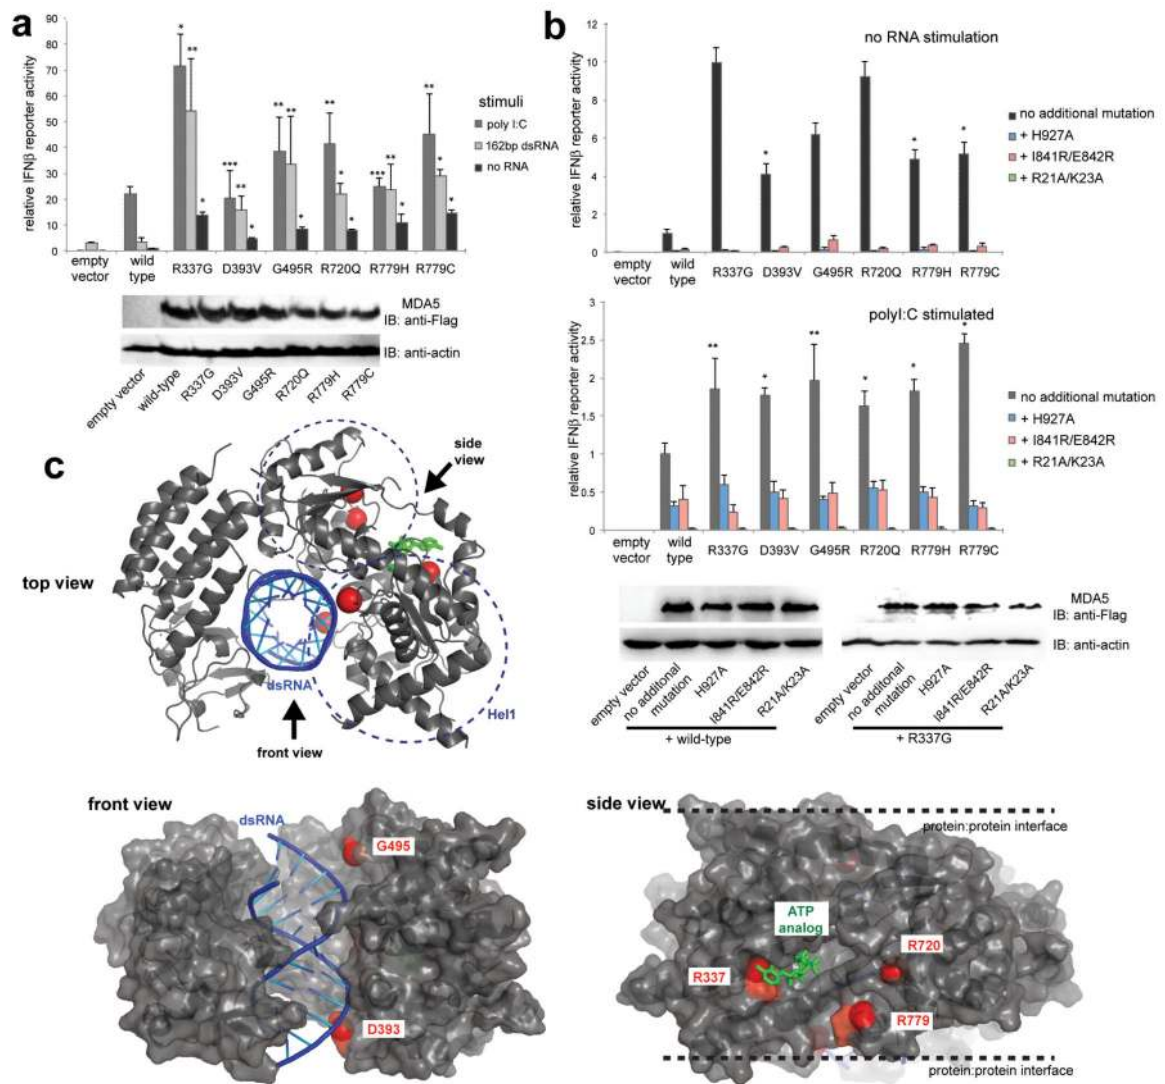 a
relative IFNβ reporter activity
90
80
70
60
50
40
30
20
10
0
* ** *
*** ** *
** ** *
** * *
*** ** *
** * *
stimuli
poly I:C
162bp dsRNA
no RNA
empty vector
wild type
R337G
D393V
G495R
R720Q
R779H
R779C
MDA5
IB: anti-Flag
IB: anti-actin
empty vector
wild-type
R337G
D393V
G495R
R720Q
R779H
R779C
b
no RNA stimulation
relative IFNβ reporter activity
12
10
8
6
4
2
0
*
*
*
no additional mutation
+ H927A
+ I841R/E842R
+ R21A/K23A
empty vector
wild type
R337G
D393V
G495R
R720Q
R779H
R779C
polyI:C stimulated
relative IFNβ reporter activity
3
2.5
2
1.5
1
0.5
0
**
*
**
*
*
*
no additional mutation
+ H927A
+ I841R/E842R
+ R21A/K23A
empty vector
wild type
R337G
D393V
G495R
R720Q
R779H
R779C
MDA5
IB: anti-Flag
IB: anti-actin
empty vector
no additonal mutation
H927A
I841R/E842R
R21A/K23A
+ wild-type
empty vector
no additional mutation
H927A
I841R/E842R
R21A/K23A
+ R337G
c
side view
top view
dsRNA
Hel1
front view
front view
dsRNA
G495
D393
side view
protein:protein interface
ATP analog
R337
R720
R779
protein:protein interface